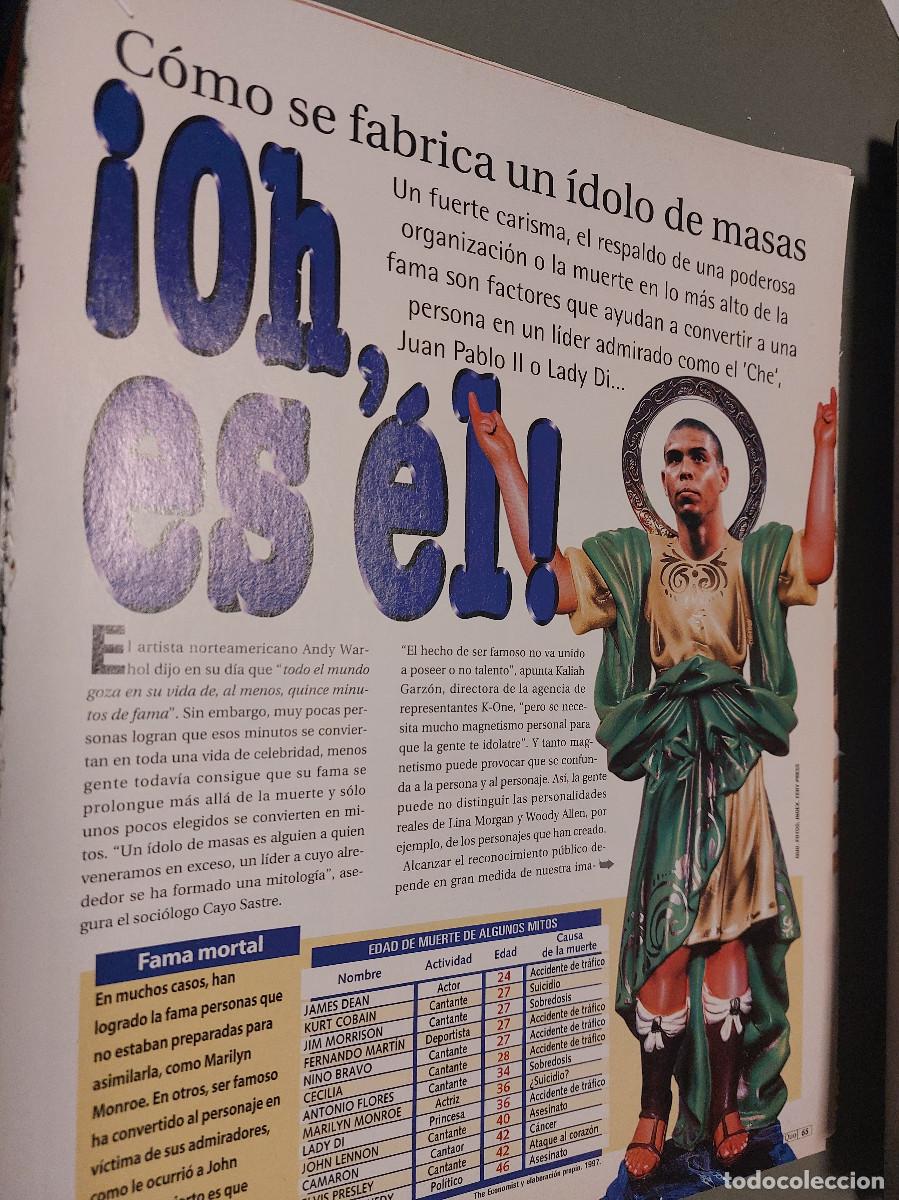 Cómo se fabrica un ídolo de masas
¡Oh,
es él!
Un fuerte carisma, el respaldo de una poderosa
organización o la muerte en lo más alto de la
fama son factores que ayudan a convertir a una
persona en un líder admirado como el 'Che',
Juan Pablo II o Lady Di...
El artista norteamericano Andy War-
hol dijo en su día que "todo el mundo
goza en su vida de, al menos, quince minu-
tos de fama". Sin embargo, muy pocas per-
sonas logran que esos minutos se convier-
tan en toda una vida de celebridad, menos
gente todavía consigue que su fama se
prolongue más allá de la muerte y sólo
unos pocos elegidos se convierten en mi-
tos. "Un ídolo de masas es alguien a quien
veneramos en exceso, un líder a cuyo alre-
dedor se ha formado una mitología", ase-
gura el sociólogo Cayo Sastre.
"El hecho de ser famoso no va unido
a poseer o no talento", apunta Kaliah
Garzón, directora de la agencia de
representantes K-One, "pero se nece-
sita mucho magnetismo personal para
que la gente te idolatre". Y tanto mag-
netismo puede provocar que se confun-
da a la persona y al personaje. Así, la gente
puede no distinguir las personalidades
reales de Lina Morgan y Woody Allen, por
ejemplo, de los personajes que han creado.
Alcanzar el reconocimiento público de-
pende en gran medida de nuestra ima-
Fama mortal
En muchos casos, han
logrado la fama personas que
no estaban preparadas para
asimilarla, como Marilyn
Monroe. En otros, ser famoso
ha convertido al personaje en
víctima de sus admiradores,
como le ocurrió a John
es que
EDAD DE MUERTE DE ALGUNOS MITOS
Nombre Actividad Edad Causa de la muerte
JAMES DEAN Actor 24 Accidente de tráfico
KURT COBAIN Cantante 27 Suicidio
JIM MORRISON Cantante 27 Sobredosis
FERNANDO MARTÍN Deportista 27 Accidente de tráfico
NINO BRAVO Cantante 27 Accidente de tráfico
CECILIA Cantante 28 Accidente de tráfico
ANTONIO FLORES Cantante 34 Sobredosis
MARILYN MONROE Actriz 36 ¿Suicidio?
LADY DI Princesa 36 Accidente de tráfico
JOHN LENNON Cantante 40 Asesinato
CAMARON Cantaor 42 Cáncer
ELVIS PRESLEY Cantante 42 Ataque al corazón
Político 46 Asesinato
The Economist y elaboración propia. 1997.
Quo 65
todocoleccion